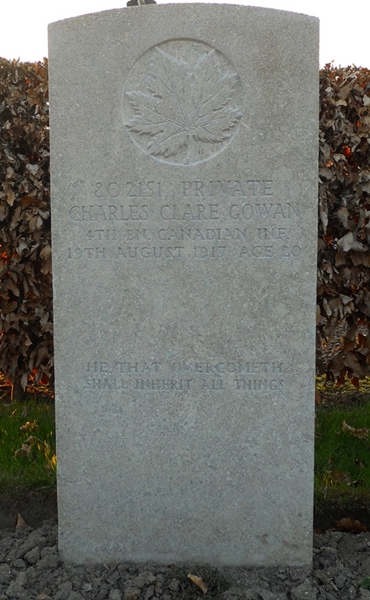 802151 PRIVATE
CHARLES CLARE GOWAN
4TH BN. CANADIAN INF.
19TH AUGUST 1917 AGE 20
HE THAT OVERCOMETH
SHALL INHERIT ALL THINGS